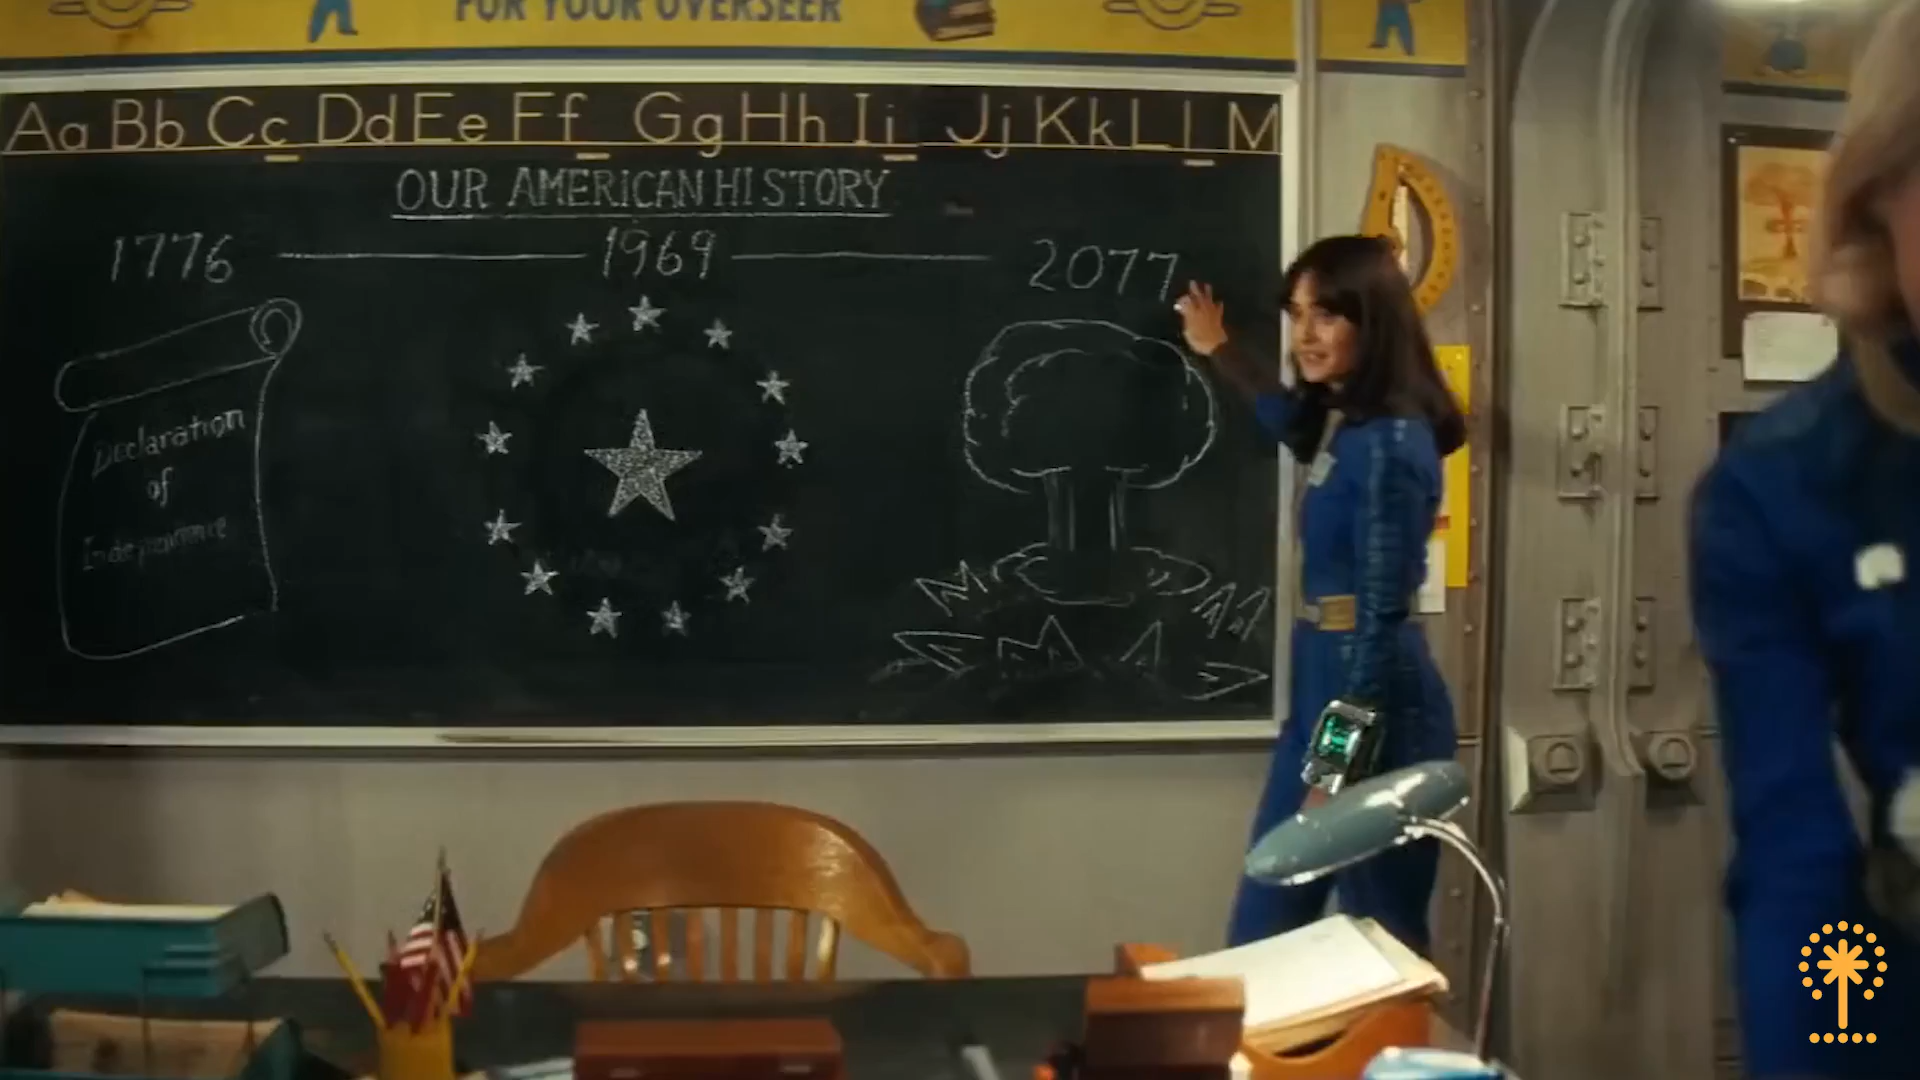 FOR YOUR OVERSEER
Aa Bb Cc Dd Ee Ff Gg Hh Ii Jj Kk Ll M
OUR AMERICAN HISTORY
1776 1969 2077
Declaration
of
Independence